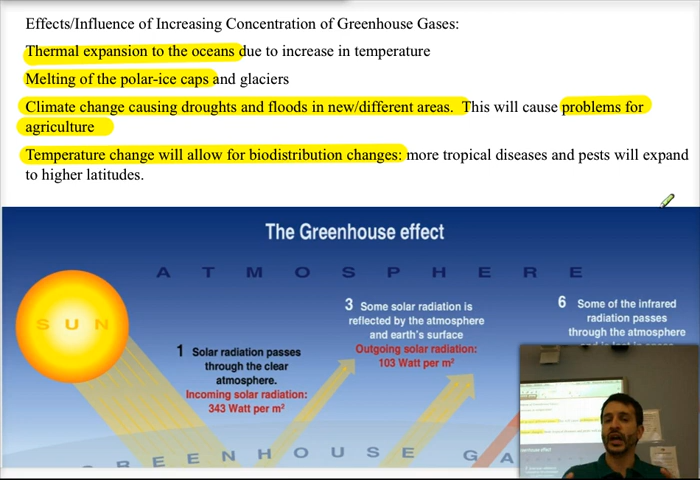 Effects/Influence of Increasing Concentration of Greenhouse Gases:
Thermal expansion to the oceans due to increase in temperature
Melting of the polar-ice caps and glaciers
Climate change causing droughts and floods in new/different areas. This will cause problems for
agriculture
Temperature change will allow for biodistribution changes: more tropical diseases and pests will expand
to higher latitudes.
The Greenhouse effect
ATMOSPHERE
SUN
1 Solar radiation passes
through the clear
atmosphere.
Incoming solar radiation:
343 Watt per m²
3 Some solar radiation is
reflected by the atmosphere
and earth's surface
Outgoing solar radiation:
103 Watt per m²
6 Some of the infrared
radiation passes
through the atmosphere
GREENHOUSE GA